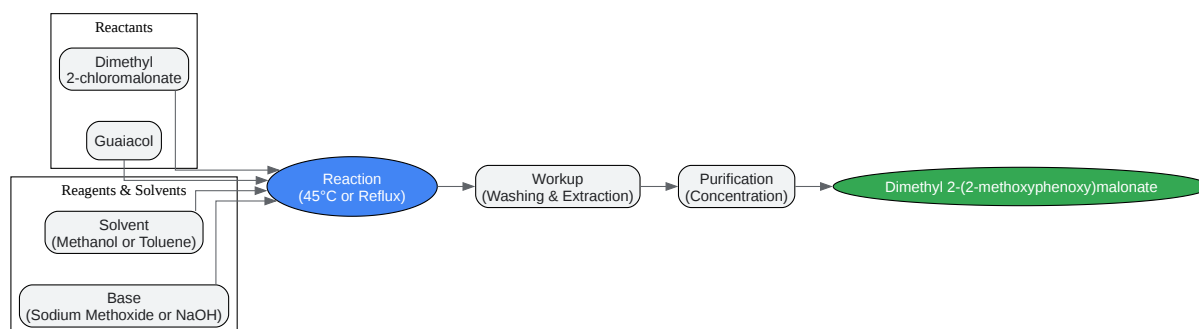 Reactants
Dimethyl
2-chloromalonate
Guaiacol
Reagents & Solvents
Solvent
(Methanol or Toluene)
Base
(Sodium Methoxide or NaOH)
Reaction
(45°C or Reflux)
Workup
(Washing & Extraction)
Purification
(Concentration)
Dimethyl 2-(2-methoxyphenoxy)malonate